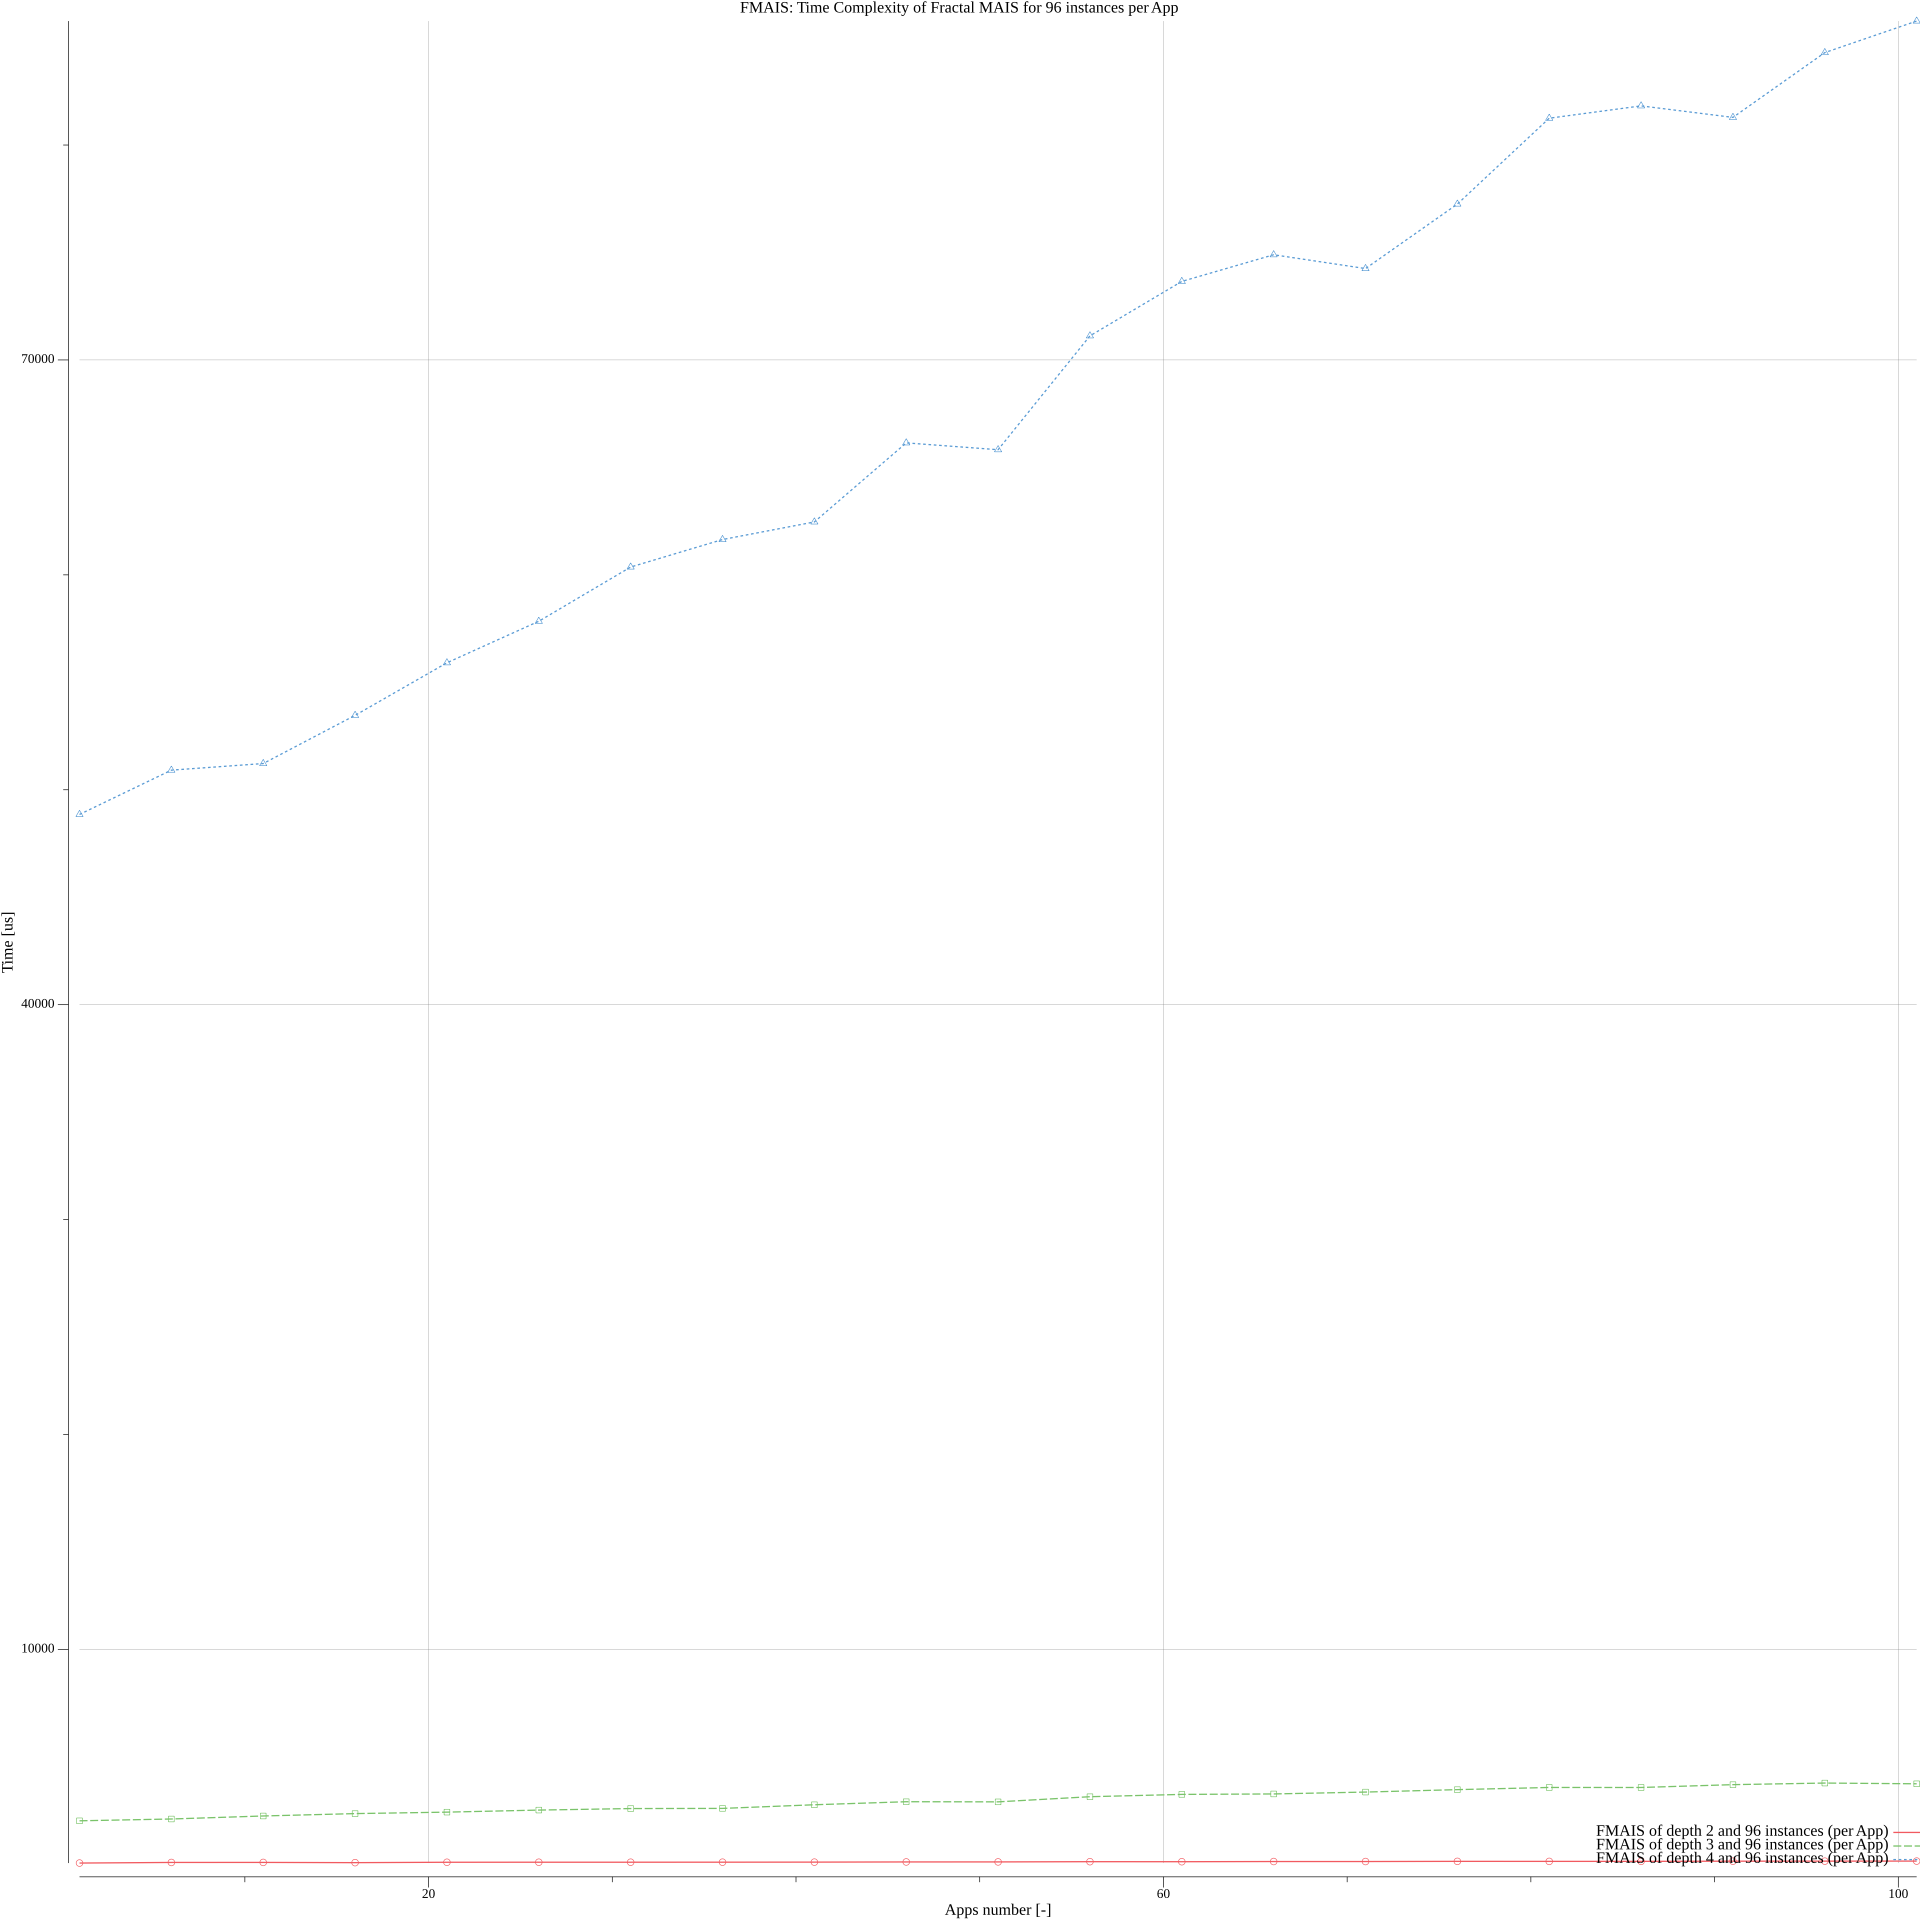 FMAIS: Time Complexity of Fractal MAIS for 96 instances per App
70000
Time [us]
40000
10000
FMAIS of depth 2 and 96 instances (per App)
FMAIS of depth 3 and 96 instances (per App)
FMAIS of depth 4 and 96 instances (per App)
20
60
100
Apps number [-]